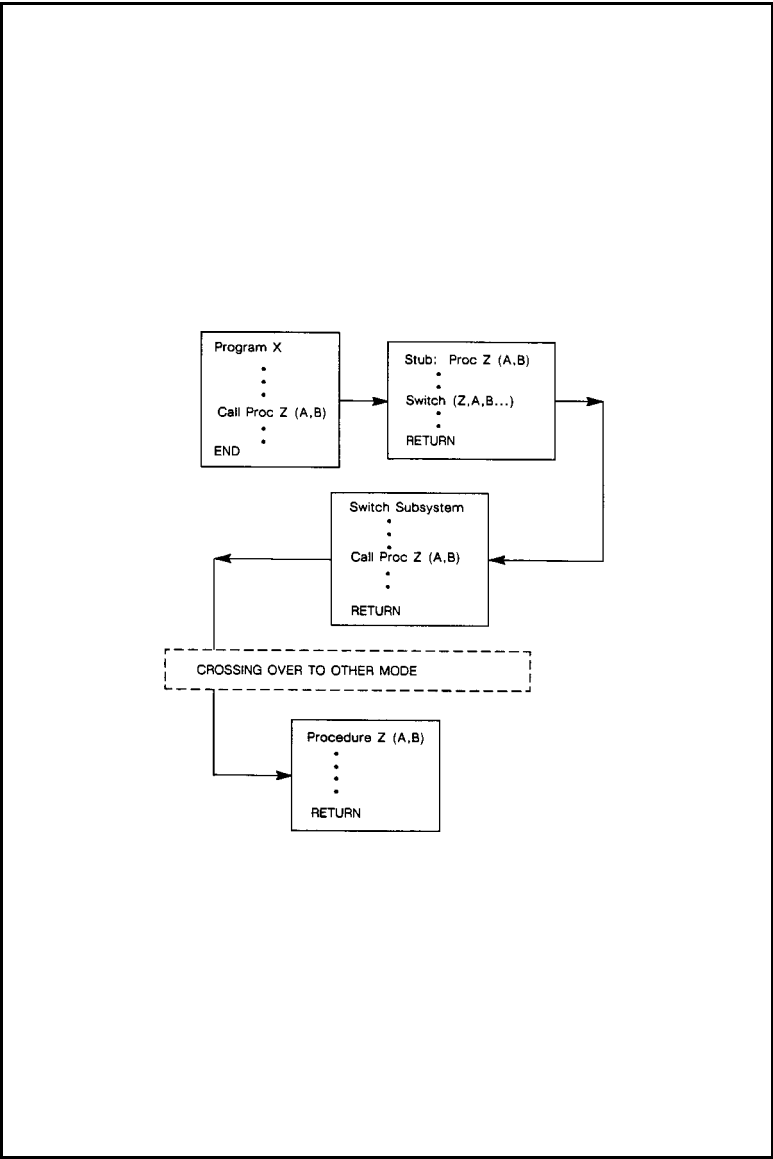 Program X
Call Proc Z (A,B)
END
Stub: Proc Z (A,B)
Switch (Z,A,B...)
RETURN
Switch Subsystem
Call Proc Z (A,B)
RETURN
CROSSING OVER TO OTHER MODE
Procedure Z (A,B)
RETURN